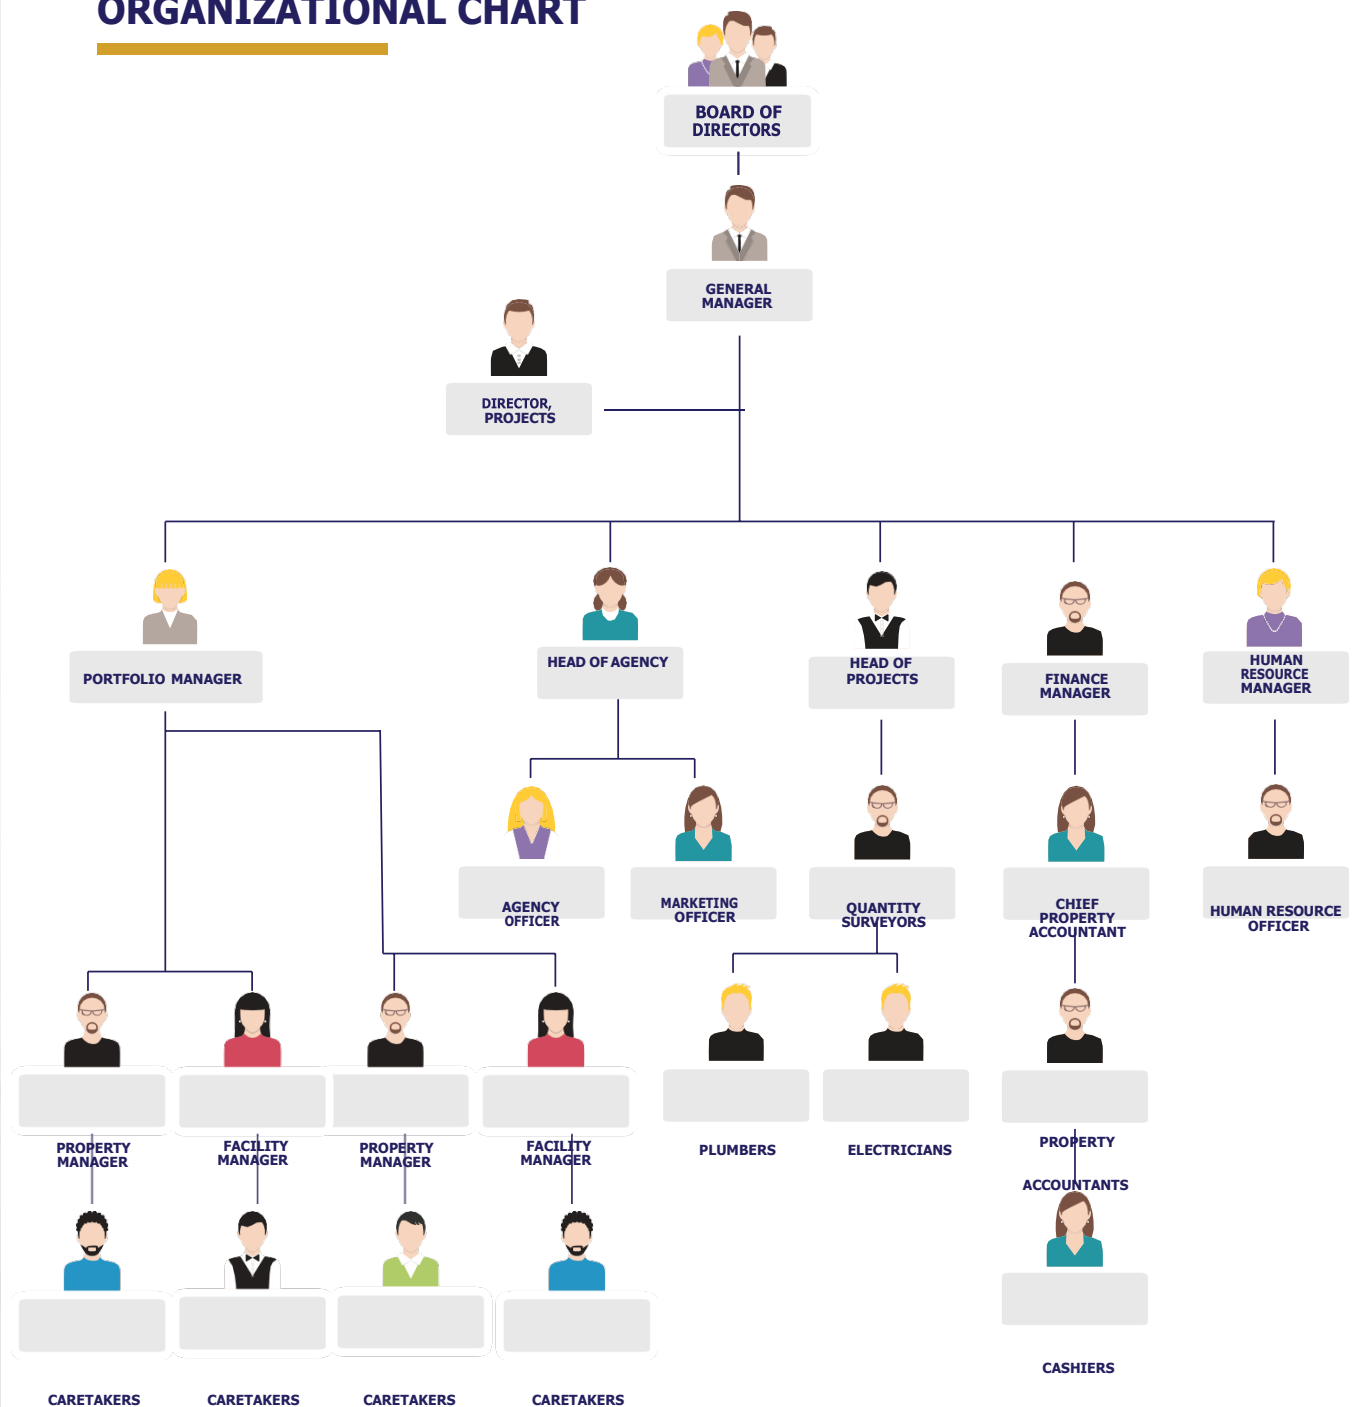 ORGANIZATIONAL CHART
BOARD OF
DIRECTORS
GENERAL
MANAGER
DIRECTOR,
PROJECTS
PORTFOLIO MANAGER
HEAD OF AGENCY
HEAD OF
PROJECTS
FINANCE
MANAGER
HUMAN
RESOURCE
MANAGER
AGENCY
OFFICER
MARKETING
OFFICER
QUANTITY
SURVEYORS
CHIEF
PROPERTY
ACCOUNTANT
HUMAN RESOURCE
OFFICER
PROPERTY
MANAGER
FACILITY
MANAGER
PROPERTY
MANAGER
FACILITY
MANAGER
PLUMBERS
ELECTRICIANS
PROPERTY
ACCOUNTANTS
CARETAKERS
CARETAKERS
CARETAKERS
CARETAKERS
CASHIERS